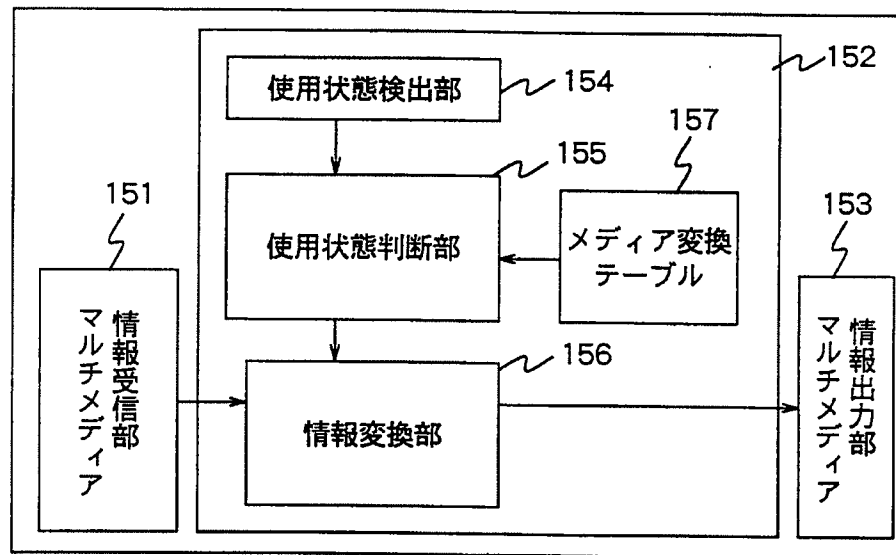 152
使用状態検出部
154
157
155
151
使用状態判断部
メディア変換
テーブル
153
マルチメディア
情報受信部
156
情報変換部
マルチメディア
情報出力部